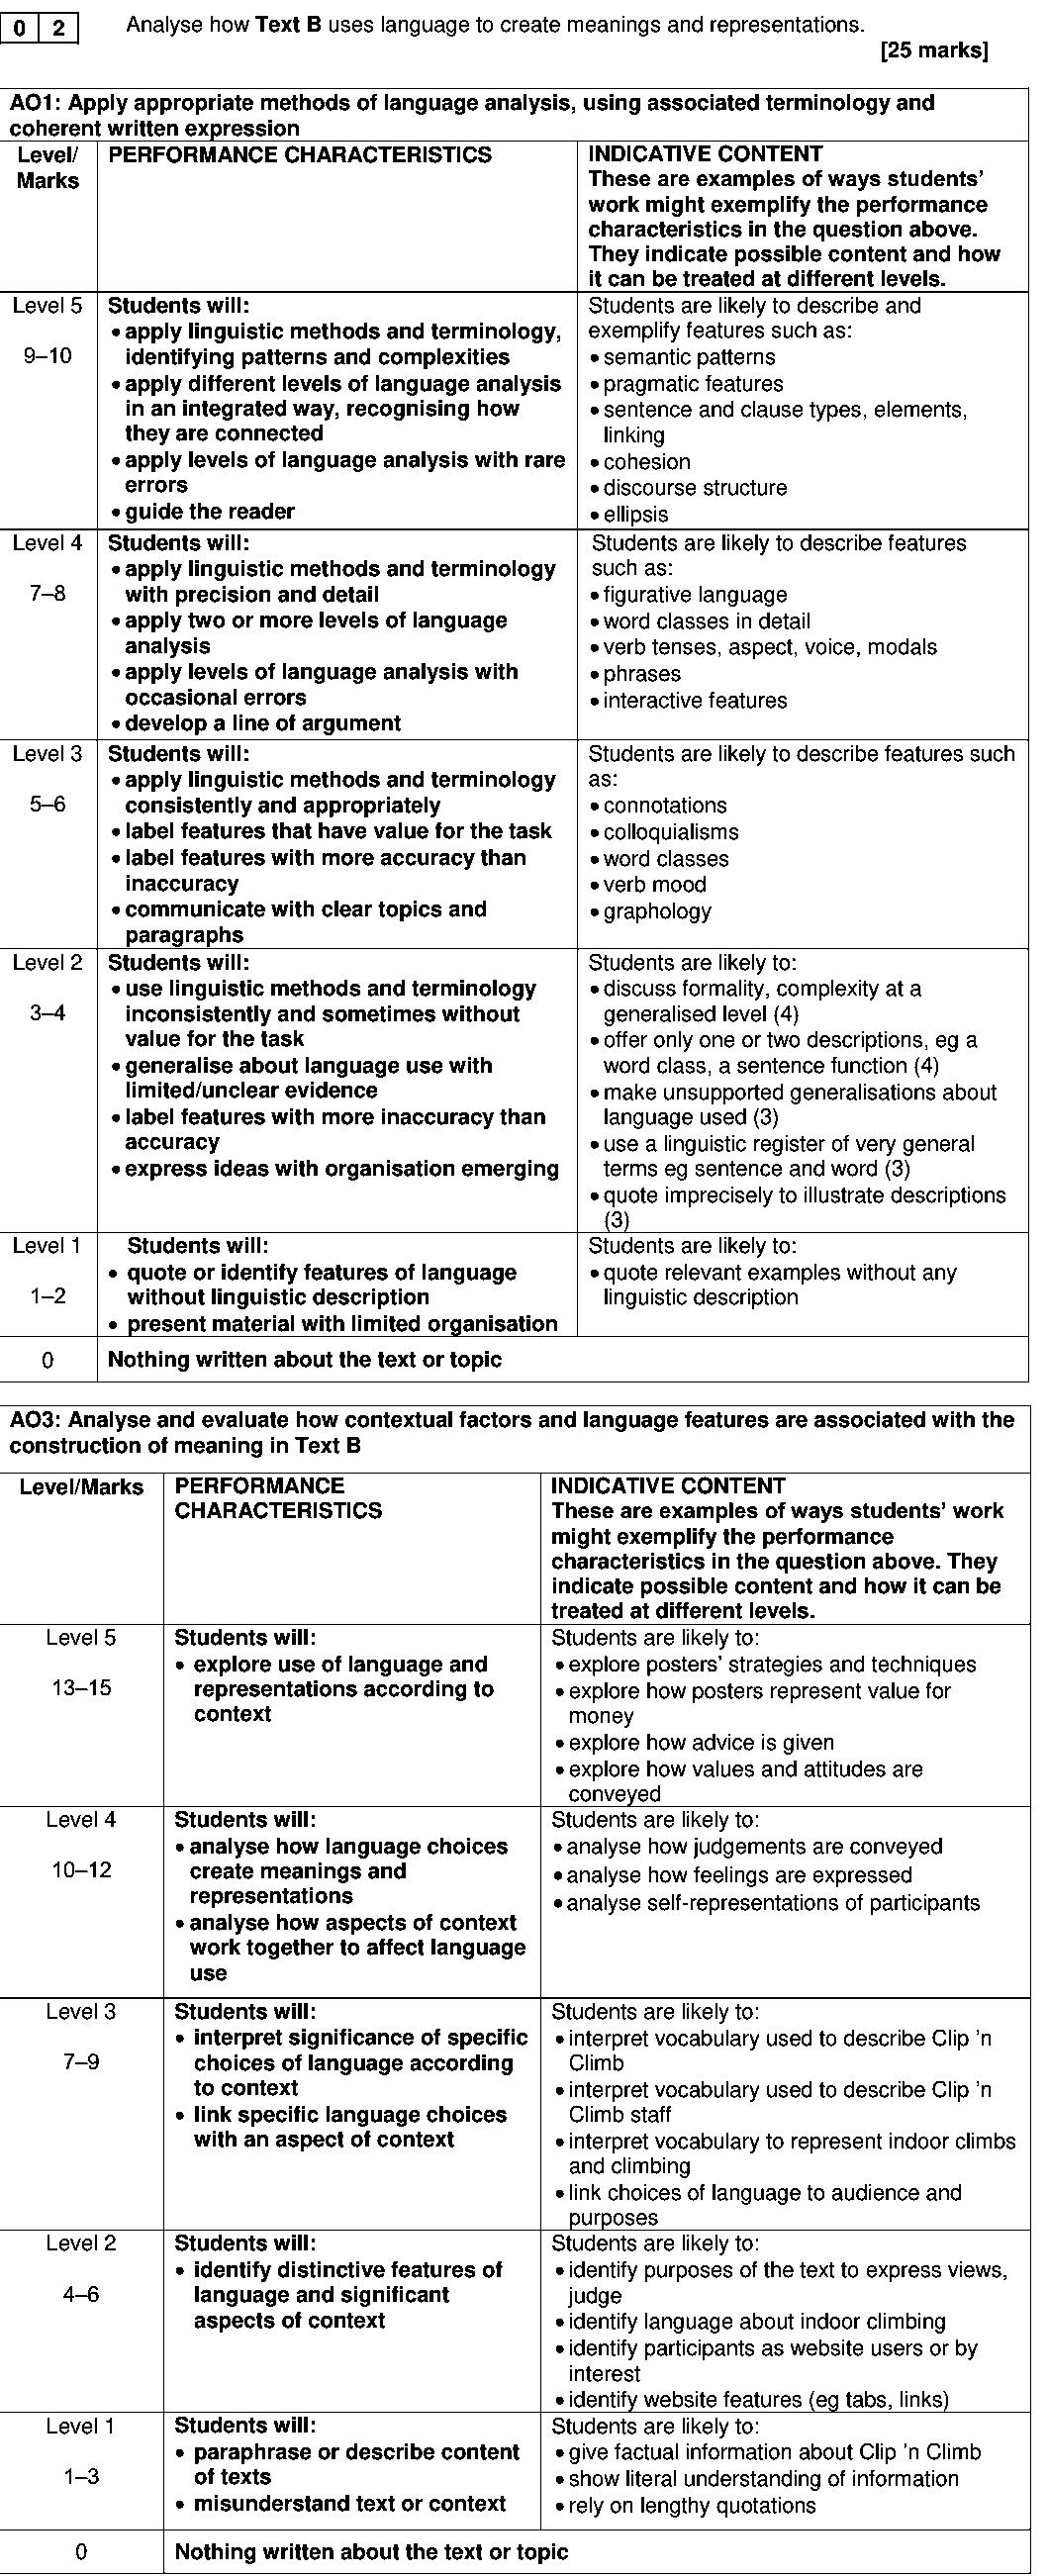 0 2 Analyse how Text B uses language to create meanings and representations.
[25 marks]
AO1: Apply appropriate methods of language analysis, using associated terminology and
coherent written expression
Level/
Marks
PERFORMANCE CHARACTERISTICS
INDICATIVE CONTENT
These are examples of ways students'
work might exemplify the performance
characteristics in the question above.
They indicate possible content and how
it can be treated at different levels.
Level 5
9–10
Students will:
• apply linguistic methods and terminology,
identifying patterns and complexities
• apply different levels of language analysis
in an integrated way, recognising how
they are connected
• apply levels of language analysis with rare
errors
• guide the reader
Students are likely to describe and
exemplify features such as:
• semantic patterns
• pragmatic features
• sentence and clause types, elements,
linking
• cohesion
• discourse structure
• ellipsis
Level 4
7–8
Students will:
• apply linguistic methods and terminology
with precision and detail
• apply two or more levels of language
analysis
• apply levels of language analysis with
occasional errors
• develop a line of argument
Students are likely to describe features
such as:
• figurative language
• word classes in detail
• verb tenses, aspect, voice, modals
• phrases
• interactive features
Level 3
5–6
Students will:
• apply linguistic methods and terminology
consistently and appropriately
• label features that have value for the task
• label features with more accuracy than
inaccuracy
• communicate with clear topics and
paragraphs
Students are likely to describe features such
as:
• connotations
• colloquialisms
• word classes
• verb mood
• graphology
Level 2
3–4
Students will:
• use linguistic methods and terminology
inconsistently and sometimes without
value for the task
• generalise about language use with
limited/unclear evidence
• label features with more inaccuracy than
accuracy
• express ideas with organisation emerging
Students are likely to:
• discuss formality, complexity at a
generalised level (4)
• offer only one or two descriptions, eg a
word class, a sentence function (4)
• make unsupported generalisations about
language used (3)
• use a linguistic register of very general
terms eg sentence and word (3)
• quote imprecisely to illustrate descriptions
(3)
Level 1
1–2
Students will:
• quote or identify features of language
without linguistic description
• present material with limited organisation
Students are likely to:
• quote relevant examples without any
linguistic description
0
Nothing written about the text or topic
AO3: Analyse and evaluate how contextual factors and language features are associated with the
construction of meaning in Text B
Level/Marks
PERFORMANCE
CHARACTERISTICS
INDICATIVE CONTENT
These are examples of ways students' work
might exemplify the performance
characteristics in the question above. They
indicate possible content and how it can be
treated at different levels.
Level 5
13–15
Students will:
• explore use of language and
representations according to
context
Students are likely to:
• explore posters' strategies and techniques
• explore how posters represent value for
money
• explore how advice is given
• explore how values and attitudes are
conveyed
Level 4
10–12
Students will:
• analyse how language choices
create meanings and
representations
• analyse how aspects of context
work together to affect language
use
Students are likely to:
• analyse how judgements are conveyed
• analyse how feelings are expressed
• analyse self-representations of participants
Level 3
7–9
Students will:
• interpret significance of specific
choices of language according
to context
• link specific language choices
with an aspect of context
Students are likely to:
• interpret vocabulary used to describe Clip 'n
Climb
• interpret vocabulary used to describe Clip 'n
Climb staff
• interpret vocabulary to represent indoor climbs
and climbing
• link choices of language to audience and
purposes
Level 2
4–6
Students will:
• identify distinctive features of
language and significant
aspects of context
Students are likely to:
• identify purposes of the text to express views,
judge
• identify language about indoor climbing
• identify participants as website users or by
interest
• identify website features (eg tabs, links)
Level 1
1–3
Students will:
• paraphrase or describe content
of texts
• misunderstand text or context
Students are likely to:
• give factual information about Clip 'n Climb
• show literal understanding of information
• rely on lengthy quotations
0
Nothing written about the text or topic